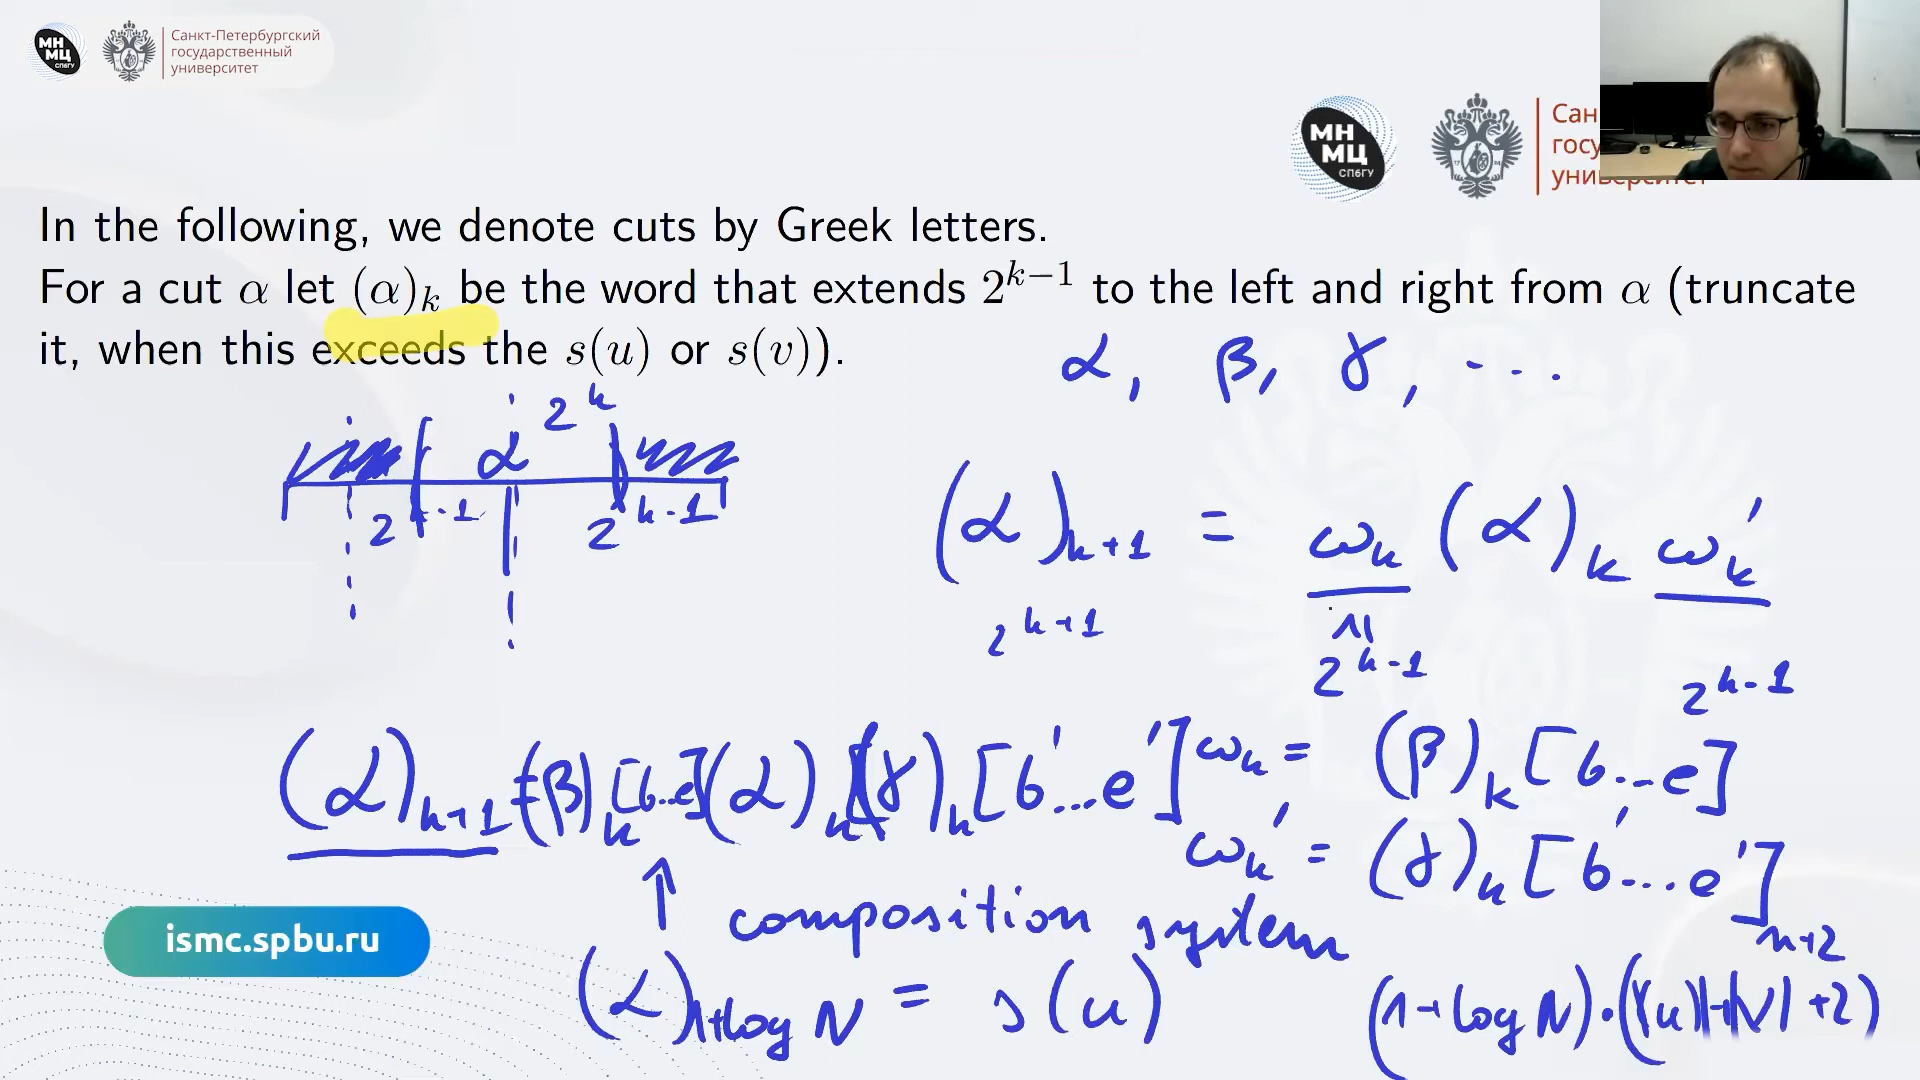 МН
МЦ
СПбГУ
Санкт-Петербургский
государственный
университет
МН
МЦ
СПбГУ
In the following, we denote cuts by Greek letters.
For a cut α let (α)_k be the word that extends 2^{k−1} to the left and right from α (truncate
it, when this exceeds the s(u) or s(v)).
α, β, γ, ...
α 2^k
2^{k-1} 2^{k-1}
(α)_{k+1} = ω_k (α)_k ω'_k
2^{k+1} 2^{k-1} 2^{k-1}
(α)_{k+1} = (β)_k [b...e] (α)_k (γ)_k [b'...e']
ω_k = (β)_k [b...e]
ω'_k = (γ)_k [b'...e']
↑ composition system
(α)_{1+log N} = s(u)
(1+log N)·(|u|+|v|+2)
ismc.spbu.ru